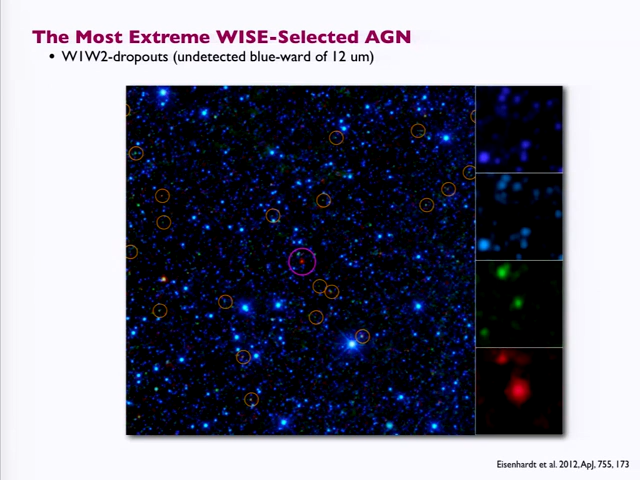 The Most Extreme WISE-Selected AGN
• W1W2-dropouts (undetected blue-ward of 12 um)
Eisenhardt et al. 2012, ApJ, 755, 173